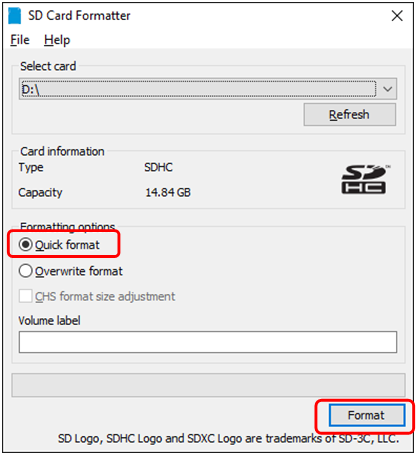 SD Card Formatter
File Help
Select card
D:\
Refresh
Card information
Type SDHC
Capacity 14.84 GB
SD HC
Formatting options
Quick format
Overwrite format
CHS format size adjustment
Volume label
Format
SD Logo, SDHC Logo and SDXC Logo are trademarks of SD-3C, LLC.